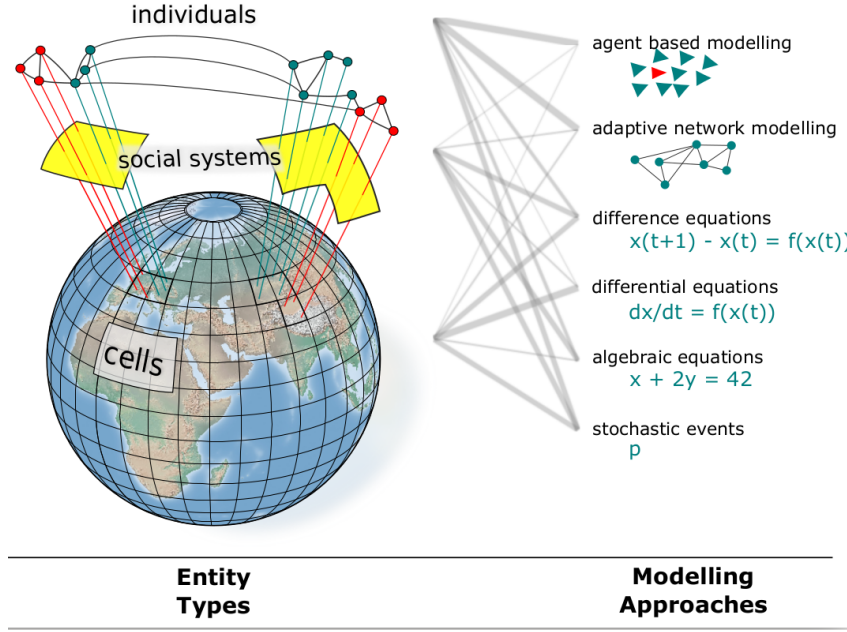 individuals
social systems
cells
agent based modelling
adaptive network modelling
difference equations
x(t+1) - x(t) = f(x(t))
differential equations
dx/dt = f(x(t))
algebraic equations
x + 2y = 42
stochastic events
p
Entity
Types
Modelling
Approaches